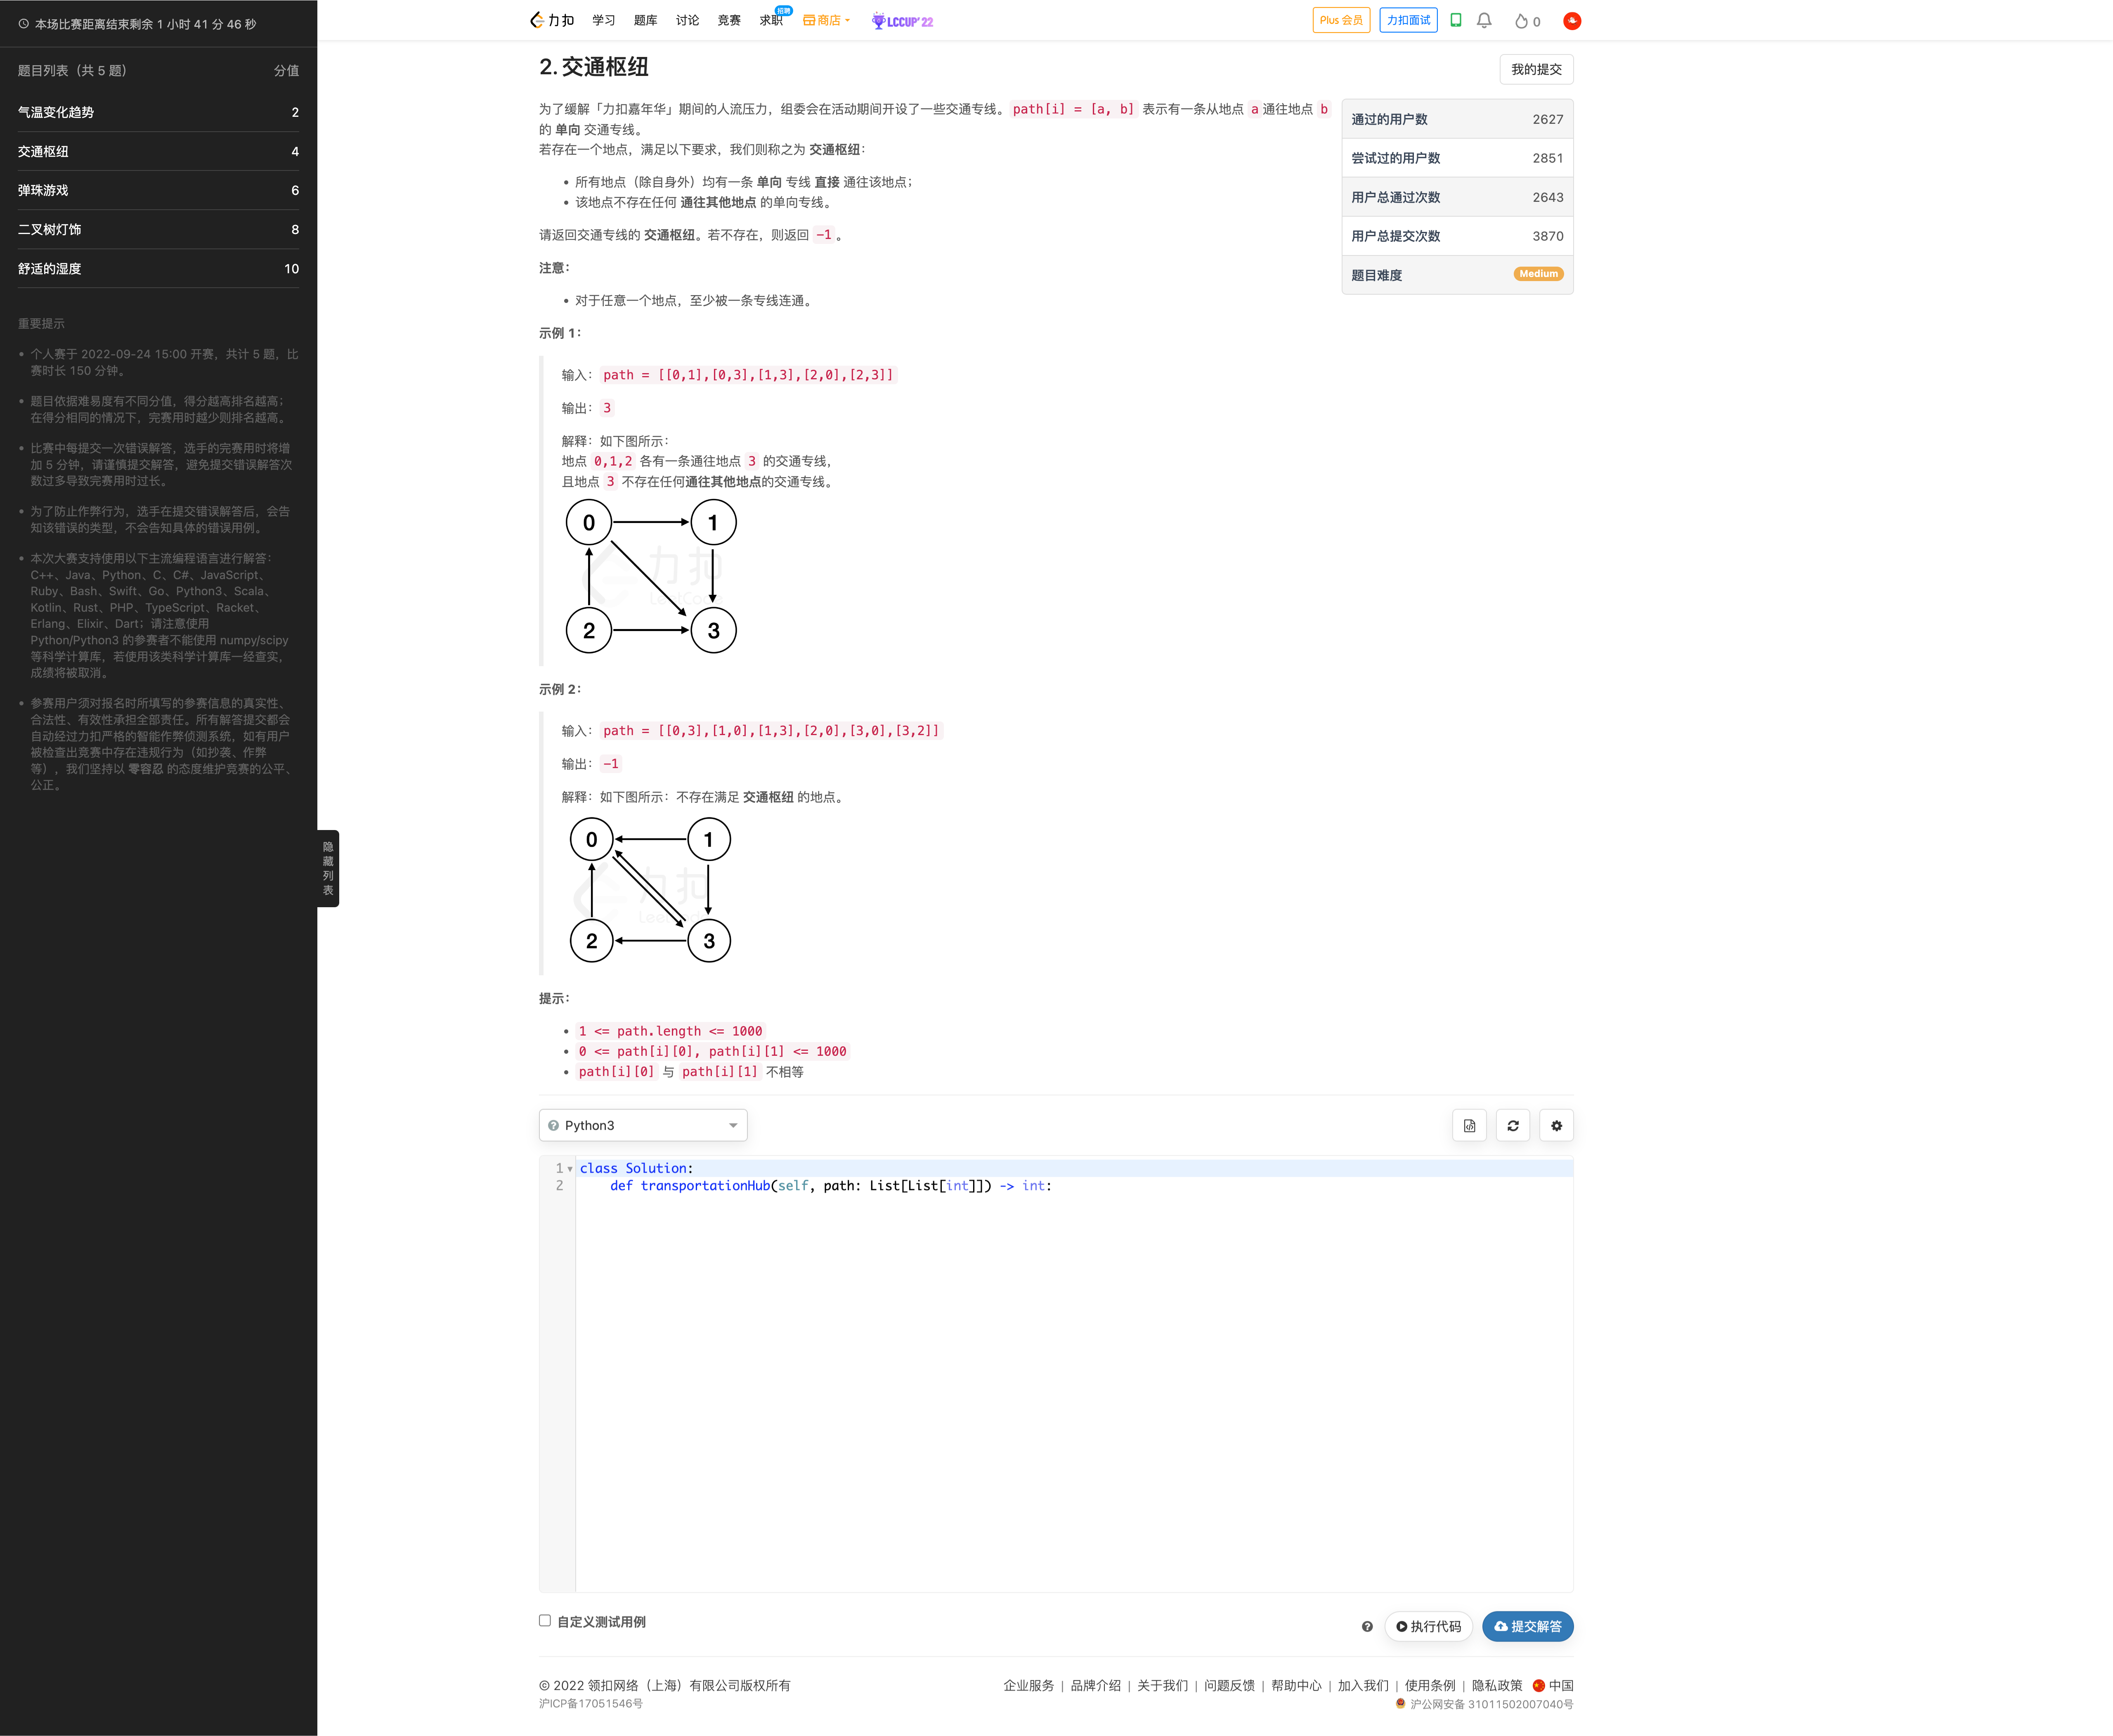 本场比赛距离结束剩余 1 小时 41 分 46 秒
题目列表（共 5 题） 分值
气温变化趋势 2
交通枢纽 4
弹珠游戏 6
二叉树灯饰 8
舒适的湿度 10
重要提示
个人赛于 2022-09-24 15:00 开赛，共计 5 题，比
赛时长 150 分钟。
题目依据难易度有不同分值，得分越高排名越高；
在得分相同的情况下，完赛用时越少则排名越高。
比赛中每提交一次错误解答，选手的完赛用时将增
加 5 分钟，请谨慎提交解答，避免提交错误解答次
数过多导致完赛用时过长。
为了防止作弊行为，选手在提交错误解答后，会告
知该错误的类型，不会告知具体的错误用例。
本次大赛支持使用以下主流编程语言进行解答：
C++、Java、Python、C、C#、JavaScript、
Ruby、Bash、Swift、Go、Python3、Scala、
Kotlin、Rust、PHP、TypeScript、Racket、
Erlang、Elixir、Dart；请注意使用
Python/Python3 的参赛者不能使用 numpy/scipy
等科学计算库，若使用该类科学计算库一经查实，
成绩将被取消。
参赛用户须对报名时所填写的参赛信息的真实性、
合法性、有效性承担全部责任。所有解答提交都会
自动经过力扣严格的智能作弊侦测系统，如有用户
被检查出竞赛中存在违规行为（如抄袭、作弊
等），我们坚持以 零容忍 的态度维护竞赛的公平、
公正。
隐
藏
列
表
力扣 学习 题库 讨论 竞赛 求职 招聘 商店 LCCUP'22 Plus 会员 力扣面试 0
2. 交通枢纽
我的提交
为了缓解「力扣嘉年华」期间的人流压力，组委会在活动期间开设了一些交通专线。path[i] = [a, b] 表示有一条从地点 a 通往地点 b
的 单向 交通专线。
若存在一个地点，满足以下要求，我们则称之为 交通枢纽：
所有地点（除自身外）均有一条 单向 专线 直接 通往该地点；
该地点不存在任何 通往其他地点 的单向专线。
请返回交通专线的 交通枢纽。若不存在，则返回 -1。
注意：
对于任意一个地点，至少被一条专线连通。
通过的用户数 2627
尝试过的用户数 2851
用户总通过次数 2643
用户总提交次数 3870
题目难度 Medium
示例 1：
输入：path = [[0,1],[0,3],[1,3],[2,0],[2,3]]
输出：3
解释：如下图所示：
地点 0,1,2 各有一条通往地点 3 的交通专线，
且地点 3 不存在任何通往其他地点的交通专线。
0 1
力扣
LeetCode
2 3
示例 2：
输入：path = [[0,3],[1,0],[1,3],[2,0],[3,0],[3,2]]
输出：-1
解释：如下图所示：不存在满足 交通枢纽 的地点。
0 1
力扣
LeetCode
2 3
提示：
1 <= path.length <= 1000
0 <= path[i][0], path[i][1] <= 1000
path[i][0] 与 path[i][1] 不相等
Python3
1 class Solution:
2 def transportationHub(self, path: List[List[int]]) -> int:
自定义测试用例
执行代码 提交解答
© 2022 领扣网络（上海）有限公司版权所有
沪ICP备17051546号
企业服务 | 品牌介绍 | 关于我们 | 问题反馈 | 帮助中心 | 加入我们 | 使用条例 | 隐私政策 中国
沪公网安备 31011502007040号